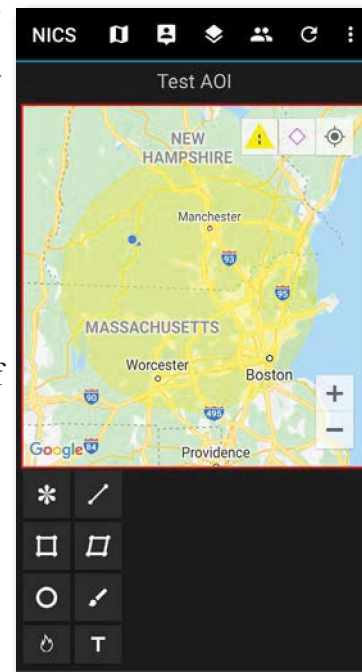 NICS
Test AOI
NEW
HAMPSHIRE
Manchester
93
95
MASSACHUSETTS
Worcester
Boston
90
+
495
−
Google
84
Providence
T
f